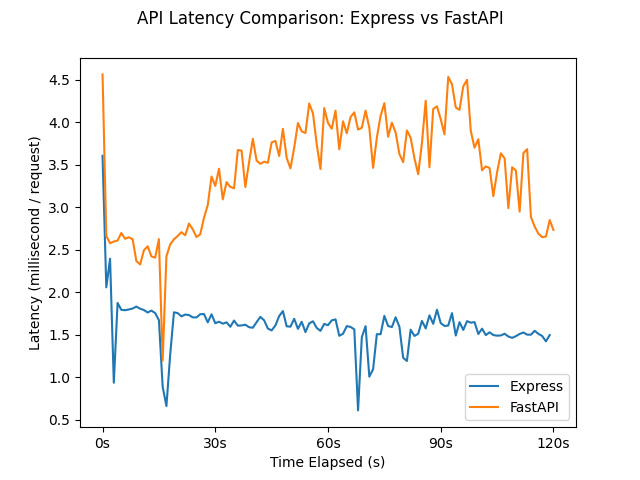 API Latency Comparison: Express vs FastAPI
4.5
4.0
3.5
3.0
2.5
2.0
1.5
1.0
0.5
Latency (millisecond / request)
Express
FastAPI
0s 30s 60s 90s 120s
Time Elapsed (s)